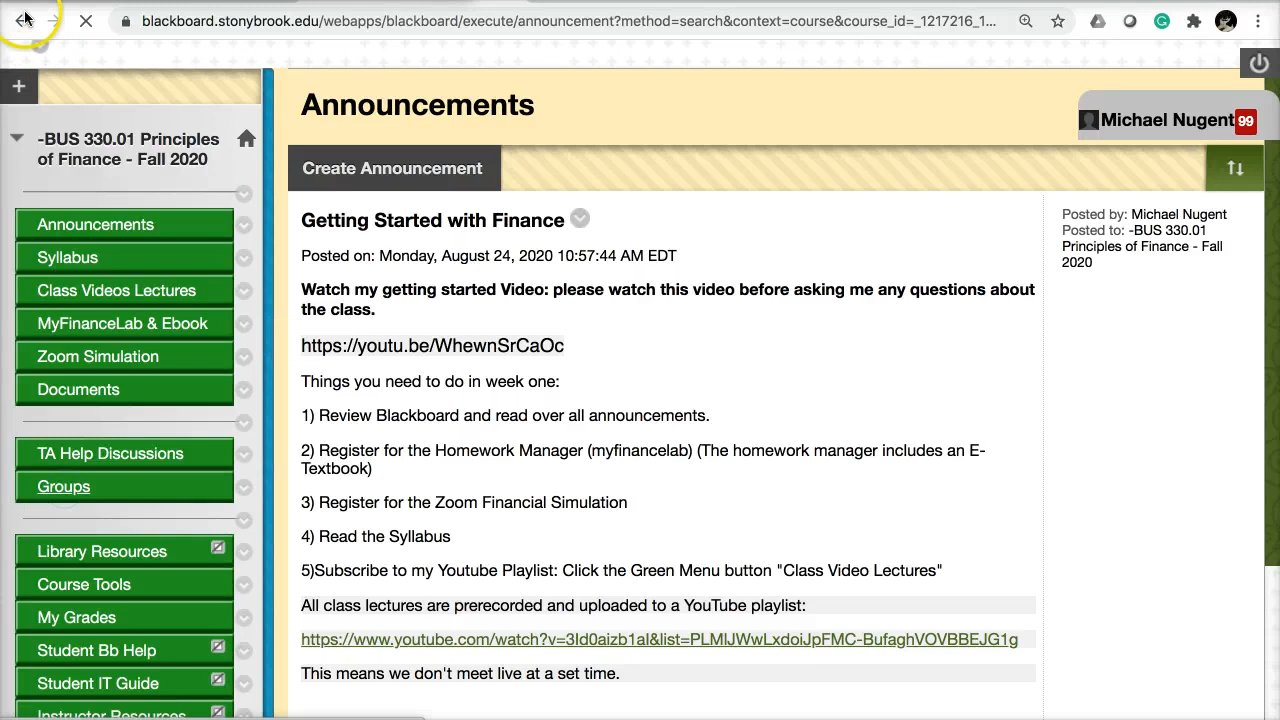 blackboard.stonybrook.edu/webapps/blackboard/execute/announcement?method=search&context=course&course_id=_1217216_1...
Announcements
Michael Nugent 99
-BUS 330.01 Principles
of Finance - Fall 2020
Create Announcement
Announcements
Syllabus
Class Videos Lectures
MyFinanceLab & Ebook
Zoom Simulation
Documents
TA Help Discussions
Groups
Library Resources
Course Tools
My Grades
Student Bb Help
Student IT Guide
Instructor Resources
Getting Started with Finance
Posted on: Monday, August 24, 2020 10:57:44 AM EDT
Watch my getting started Video: please watch this video before asking me any questions about
the class.
https://youtu.be/WhewnSrCaOc
Things you need to do in week one:
1) Review Blackboard and read over all announcements.
2) Register for the Homework Manager (myfinancelab) (The homework manager includes an E-
Textbook)
3) Register for the Zoom Financial Simulation
4) Read the Syllabus
5)Subscribe to my Youtube Playlist: Click the Green Menu button "Class Video Lectures"
All class lectures are prerecorded and uploaded to a YouTube playlist:
https://www.youtube.com/watch?v=3Id0aizb1aI&list=PLMlJWwLxdoiJpFMC-BufaghVOVBBEJG1g
This means we don't meet live at a set time.
Posted by: Michael Nugent
Posted to: -BUS 330.01
Principles of Finance - Fall
2020